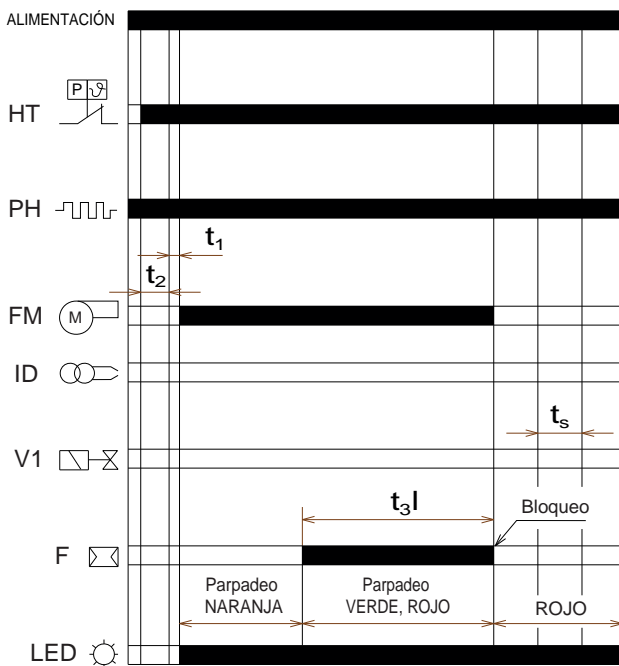 ALIMENTACIÓN
P ϑ
HT
PH
t₁
t₂
FM M
ID
tₛ
V1
t₃l
Bloqueo
F
Parpadeo
NARANJA
Parpadeo
VERDE, ROJO
ROJO
LED